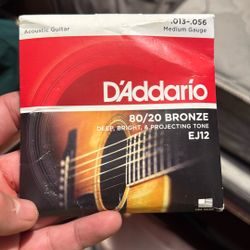 Acoustic Guitar
.013-.056
Medium Gauge
D'Addario
80/20 BRONZE
DEEP, BRIGHT, & PROJECTING TONE
EJ12